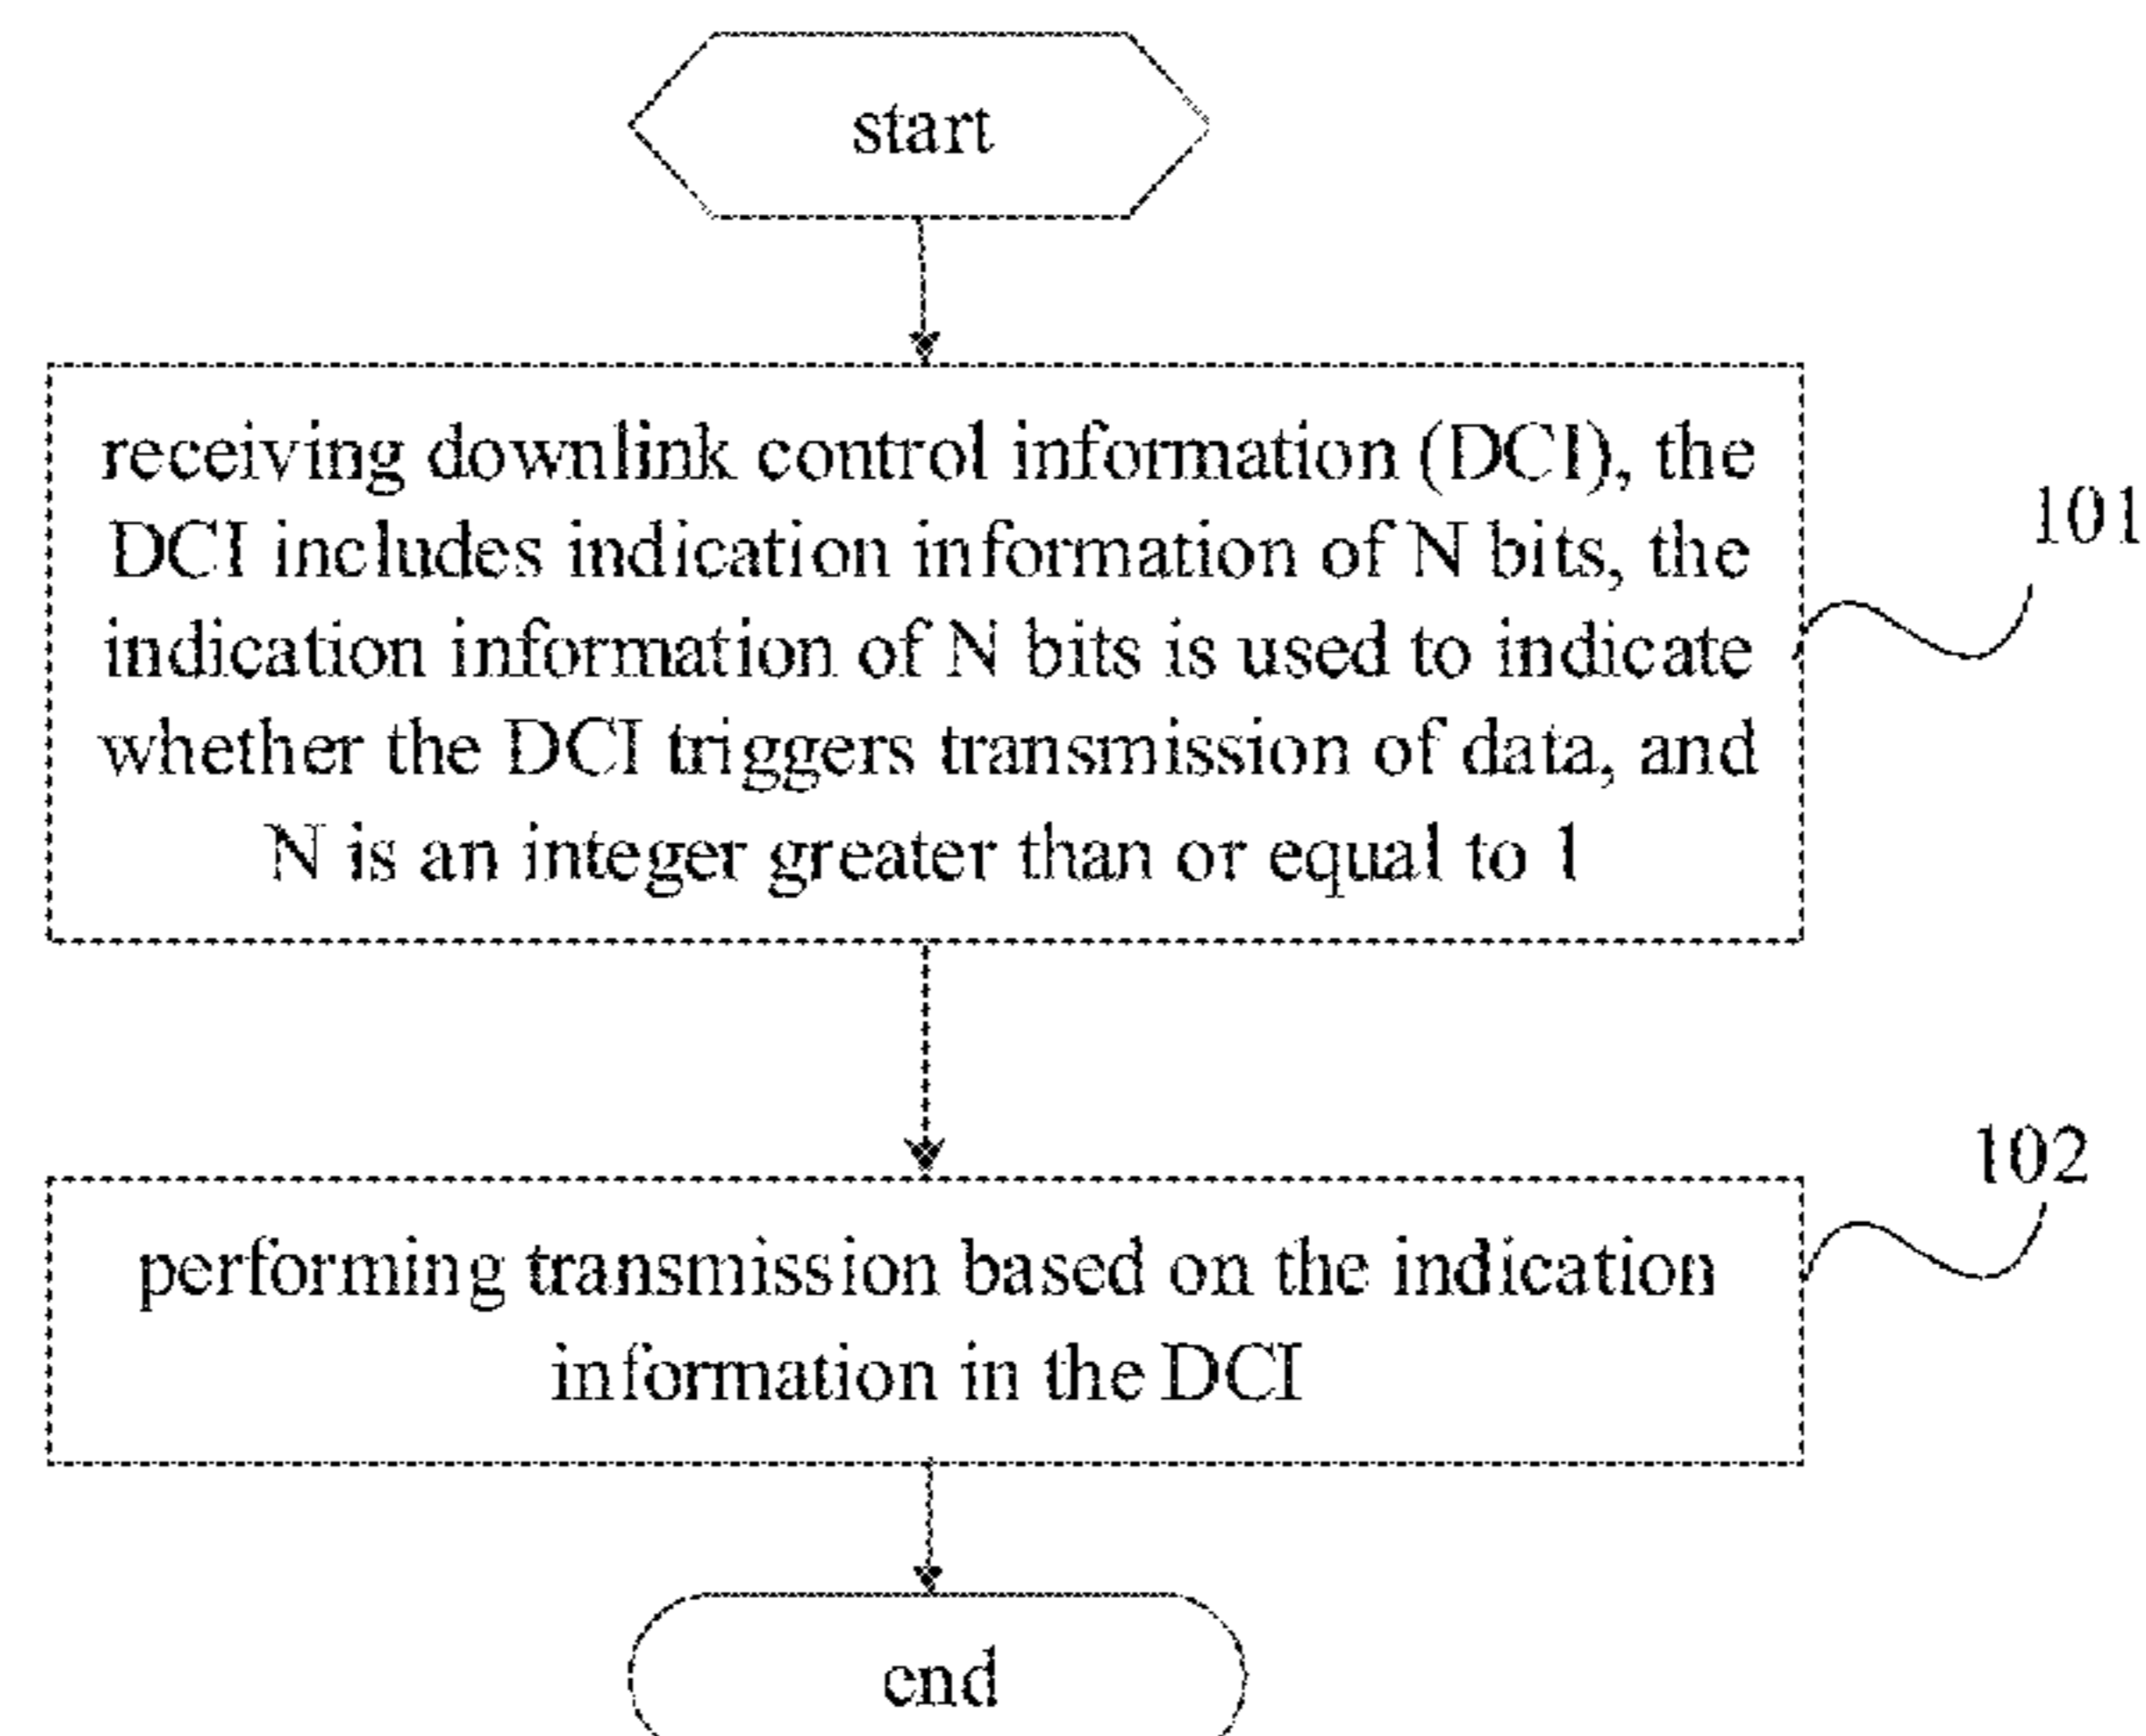 start
receiving downlink control information (DCI), the
DCI includes indication information of N bits, the
indication information of N bits is used to indicate
whether the DCI triggers transmission of data, and
N is an integer greater than or equal to 1
101
performing transmission based on the indication
information in the DCI
102
end